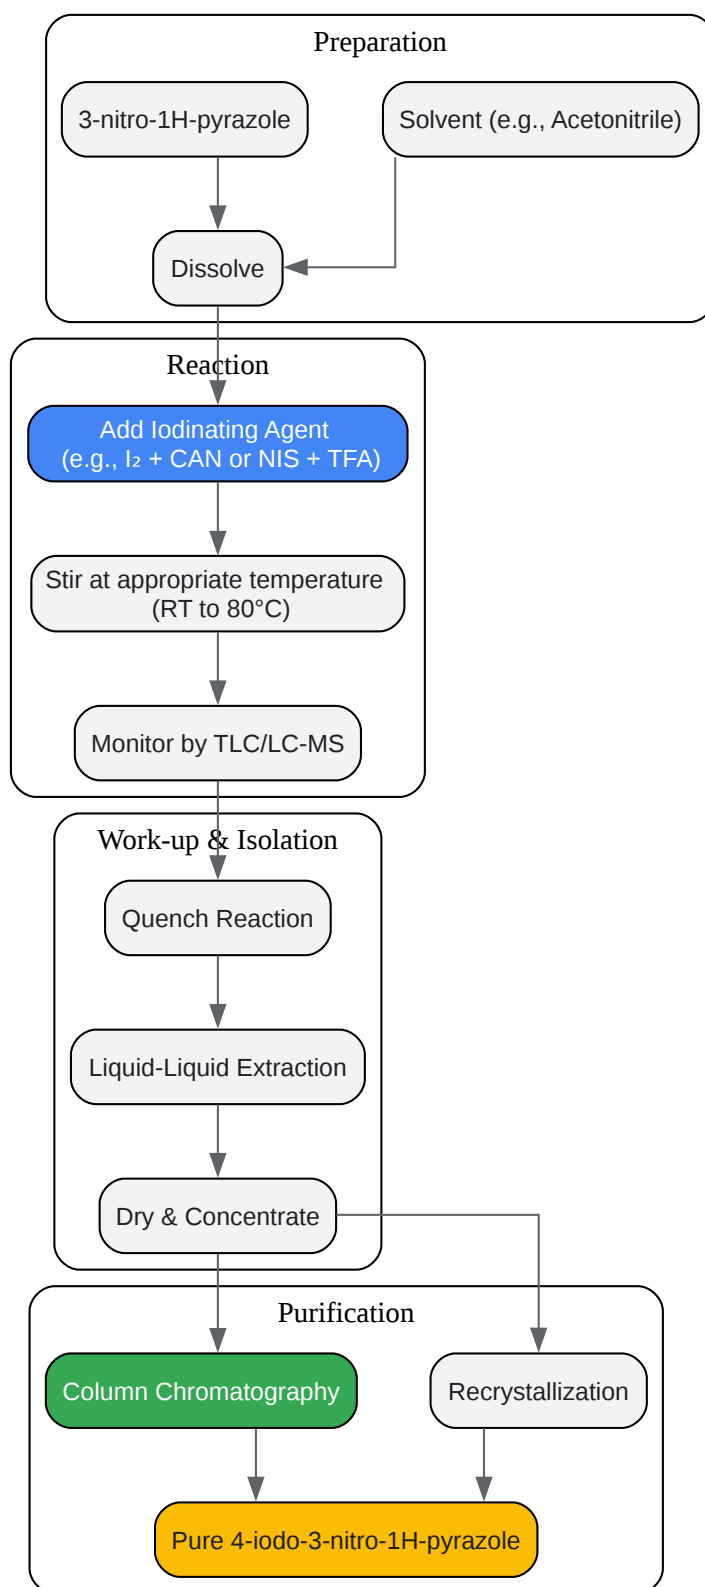 Preparation
3-nitro-1H-pyrazole
Solvent (e.g., Acetonitrile)
Dissolve
Reaction
Add Iodinating Agent
(e.g., I₂ + CAN or NIS + TFA)
Stir at appropriate temperature
(RT to 80°C)
Monitor by TLC/LC-MS
Work-up & Isolation
Quench Reaction
Liquid-Liquid Extraction
Dry & Concentrate
Purification
Column Chromatography
Recrystallization
Pure 4-iodo-3-nitro-1H-pyrazole